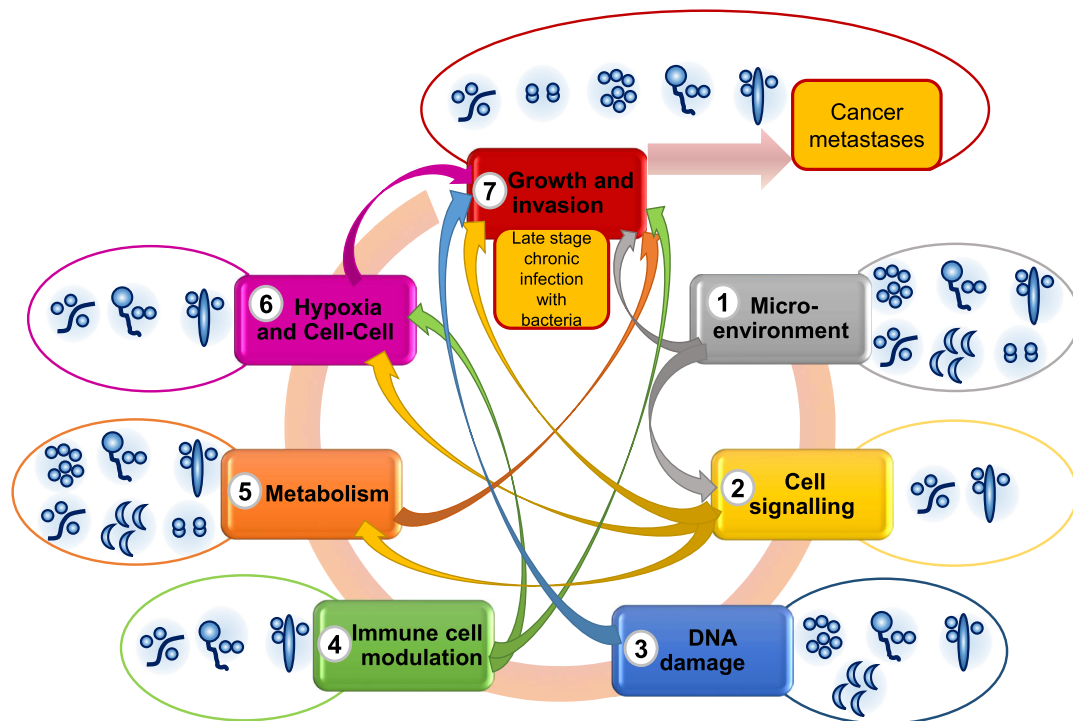 Cancer
metastases
7
Growth and
invasion
Late stage
chronic
infection
with
bacteria
6
Hypoxia
and Cell-Cell
1
Micro-
environment
5
Metabolism
2
Cell
signalling
4
Immune cell
modulation
3
DNA
damage